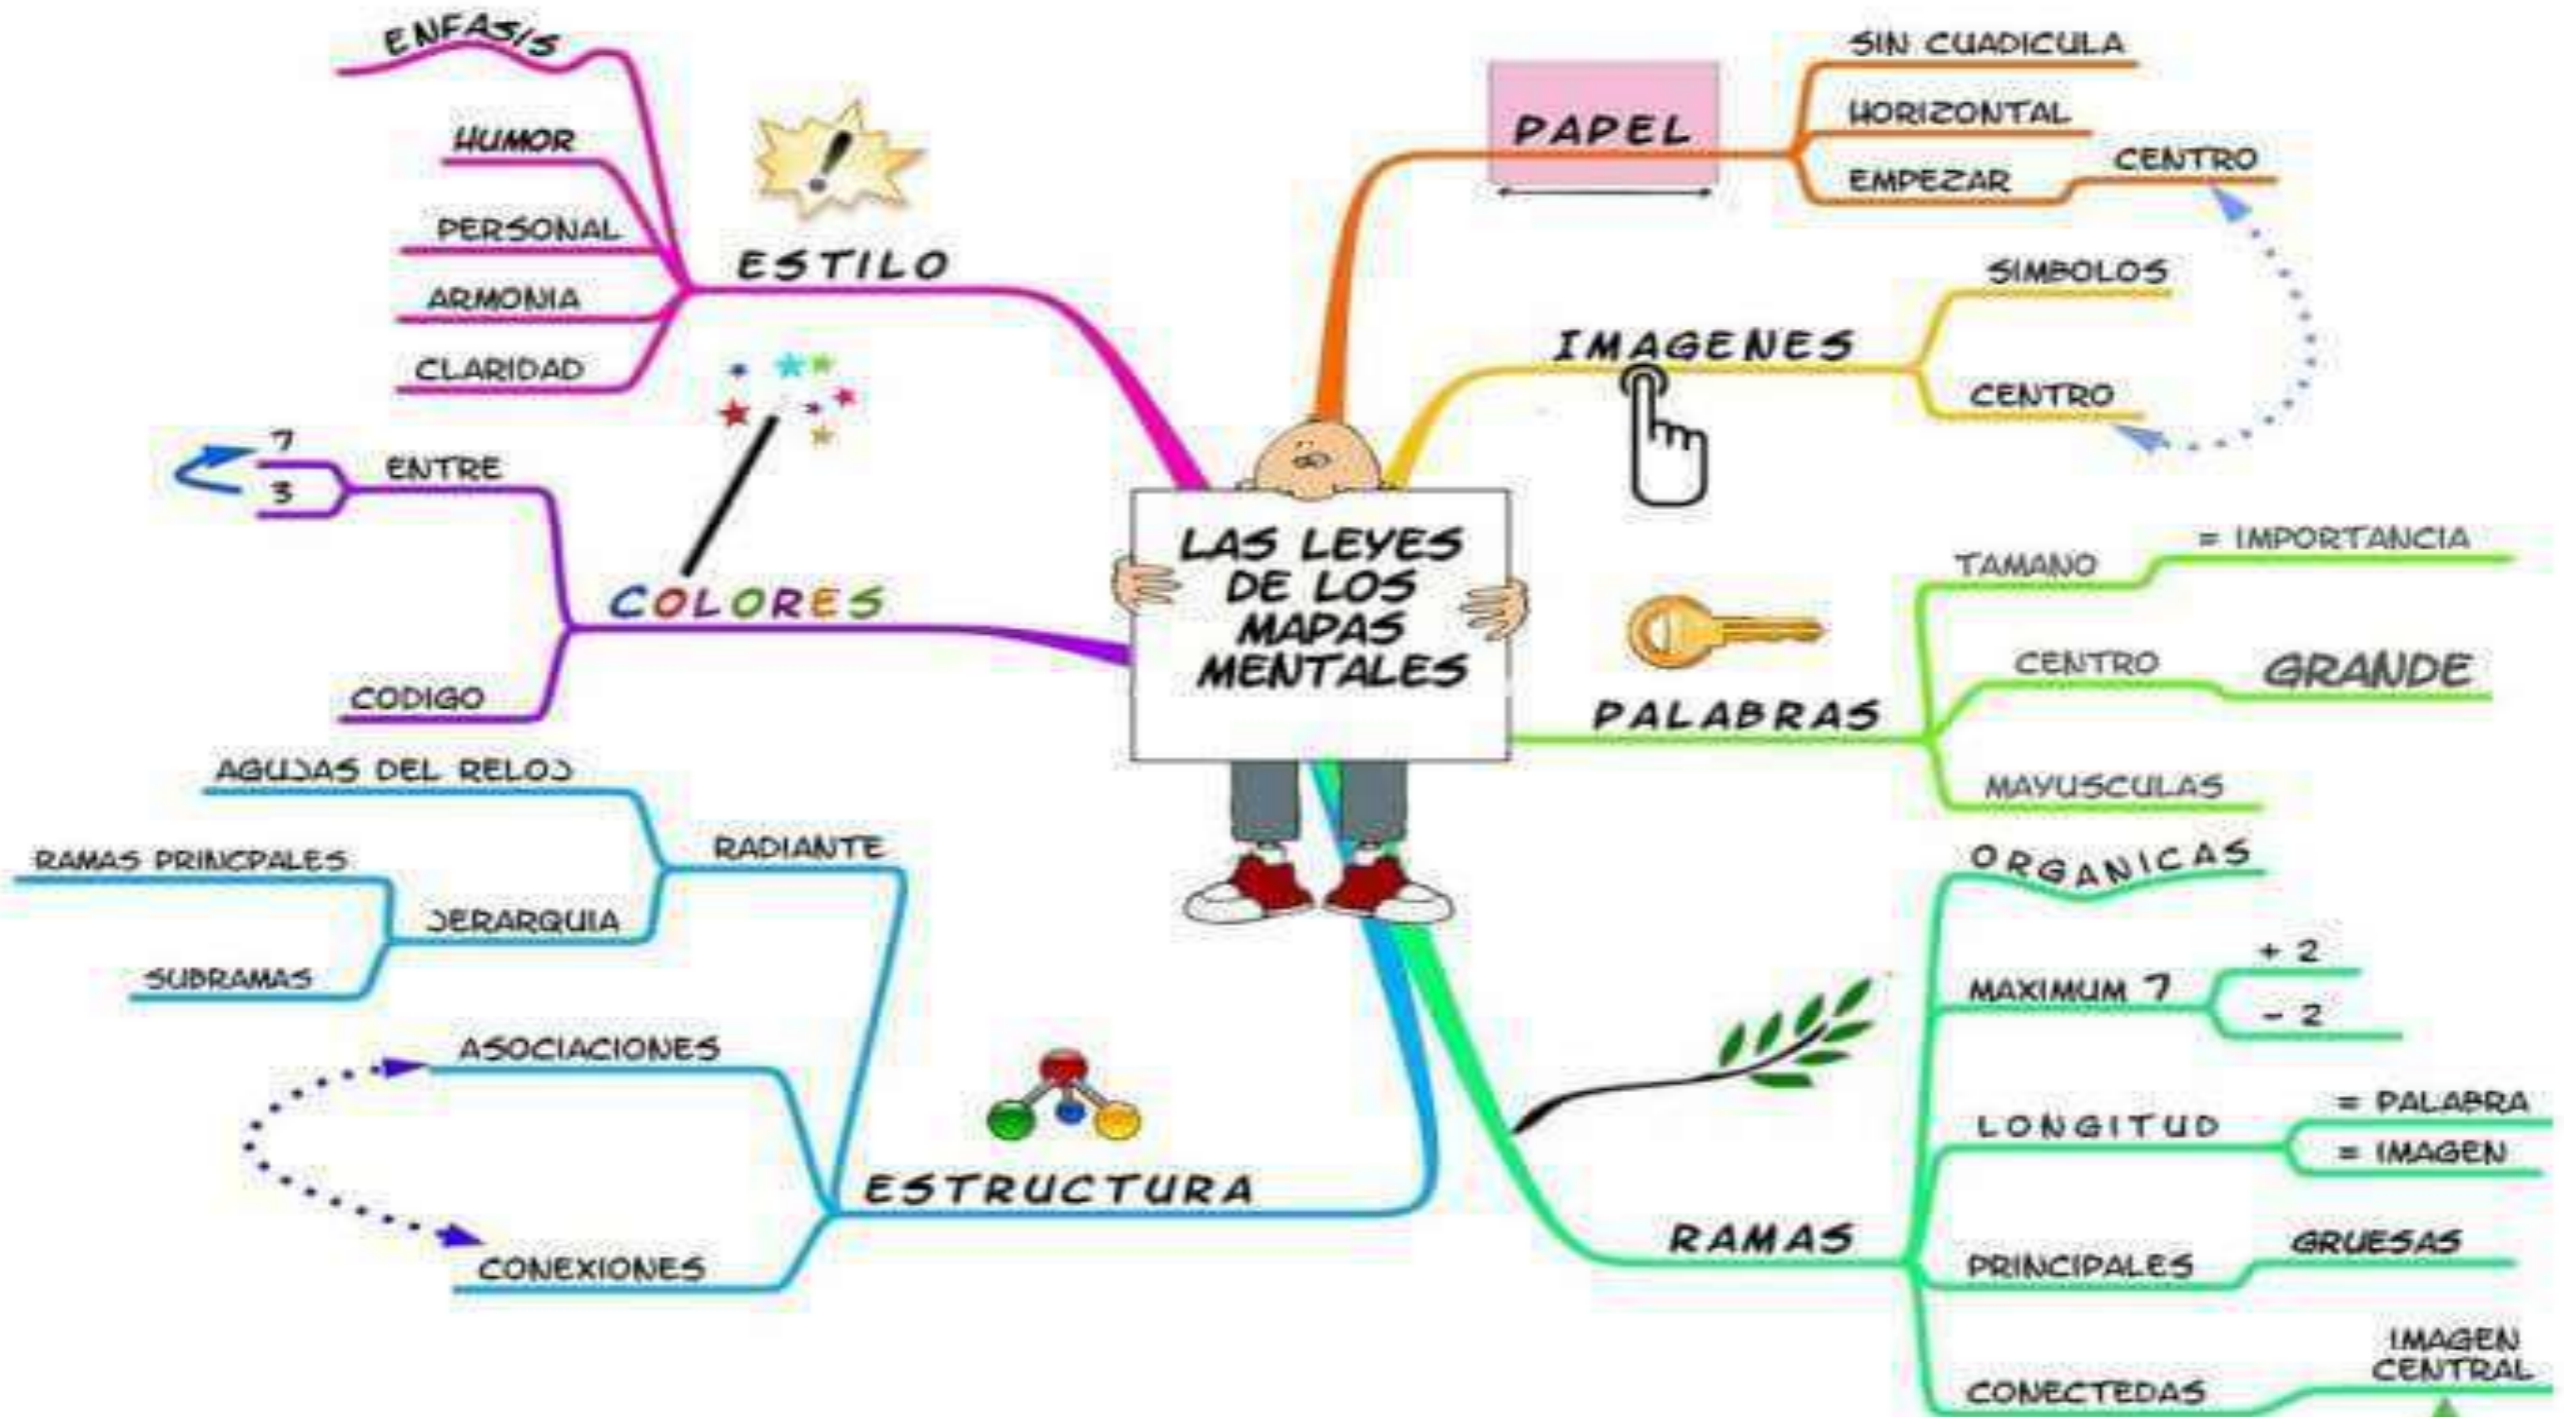 LAS LEYES
DE LOS
MAPAS
MENTALES
PAPEL
SIN CUADICULA
HORIZONTAL
EMPEZAR
CENTRO
IMAGENES
SIMBOLOS
CENTRO
PALABRAS
TAMANO
= IMPORTANCIA
CENTRO
GRANDE
MAYUSCULAS
RAMAS
ORGANICAS
MAXIMUM 7
+ 2
- 2
LONGITUD
= PALABRA
= IMAGEN
PRINCIPALES
GRUESAS
CONECTEDAS
IMAGEN
CENTRAL
ESTRUCTURA
RADIANTE
AGUJAS DEL RELOJ
JERARQUIA
RAMAS PRINCPALES
SUBRAMAS
ASOCIACIONES
CONEXIONES
COLORES
ENTRE
7
3
CODIGO
ESTILO
ENFASIS
HUMOR
PERSONAL
ARMONIA
CLARIDAD